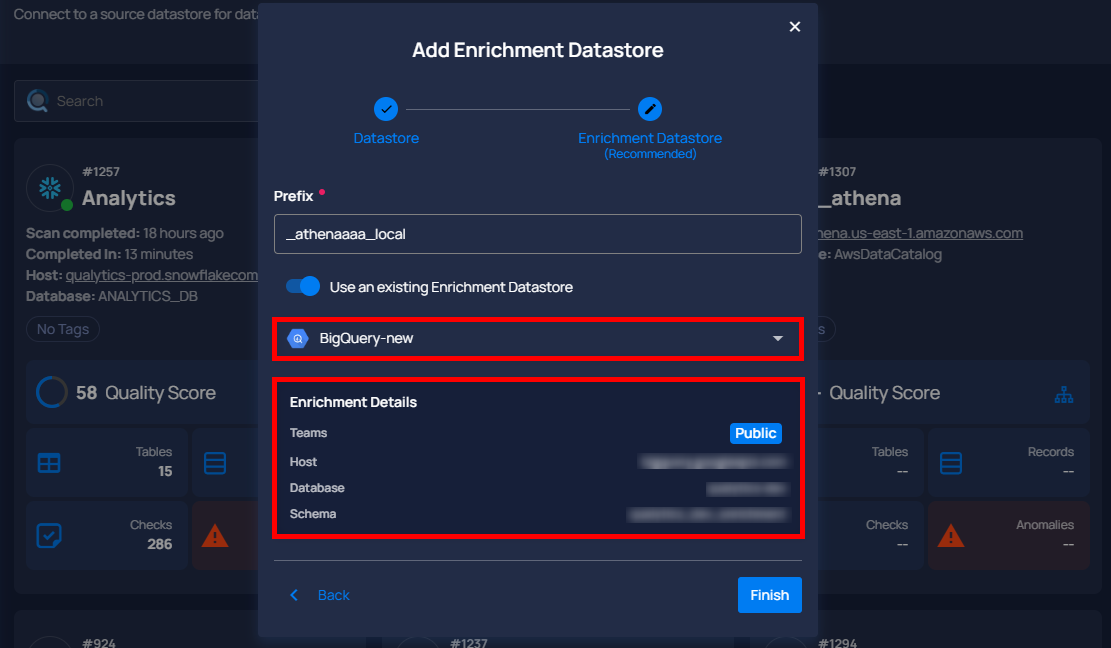 Connect to a source datastore for dat
Add Enrichment Datastore
Search
Datastore
Enrichment Datastore
(Recommended)
#1257
Analytics
Scan completed: 18 hours ago
Completed In: 13 minutes
Host: qualytics-prod.snowflakecom
Database: ANALYTICS_DB
No Tags
58 Quality Score
Tables
15
Checks
286
Prefix
_athenaaaa_local
Use an existing Enrichment Datastore
BigQuery-new
Enrichment Details
Teams
Public
Host
Database
Schema
Back
Finish
#1307
_athena
hena.us-east-1.amazonaws.com
e: AwsDataCatalog
s
- Quality Score
Tables
--
Records
--
Checks
--
Anomalies
--
#924
#1237
#1294